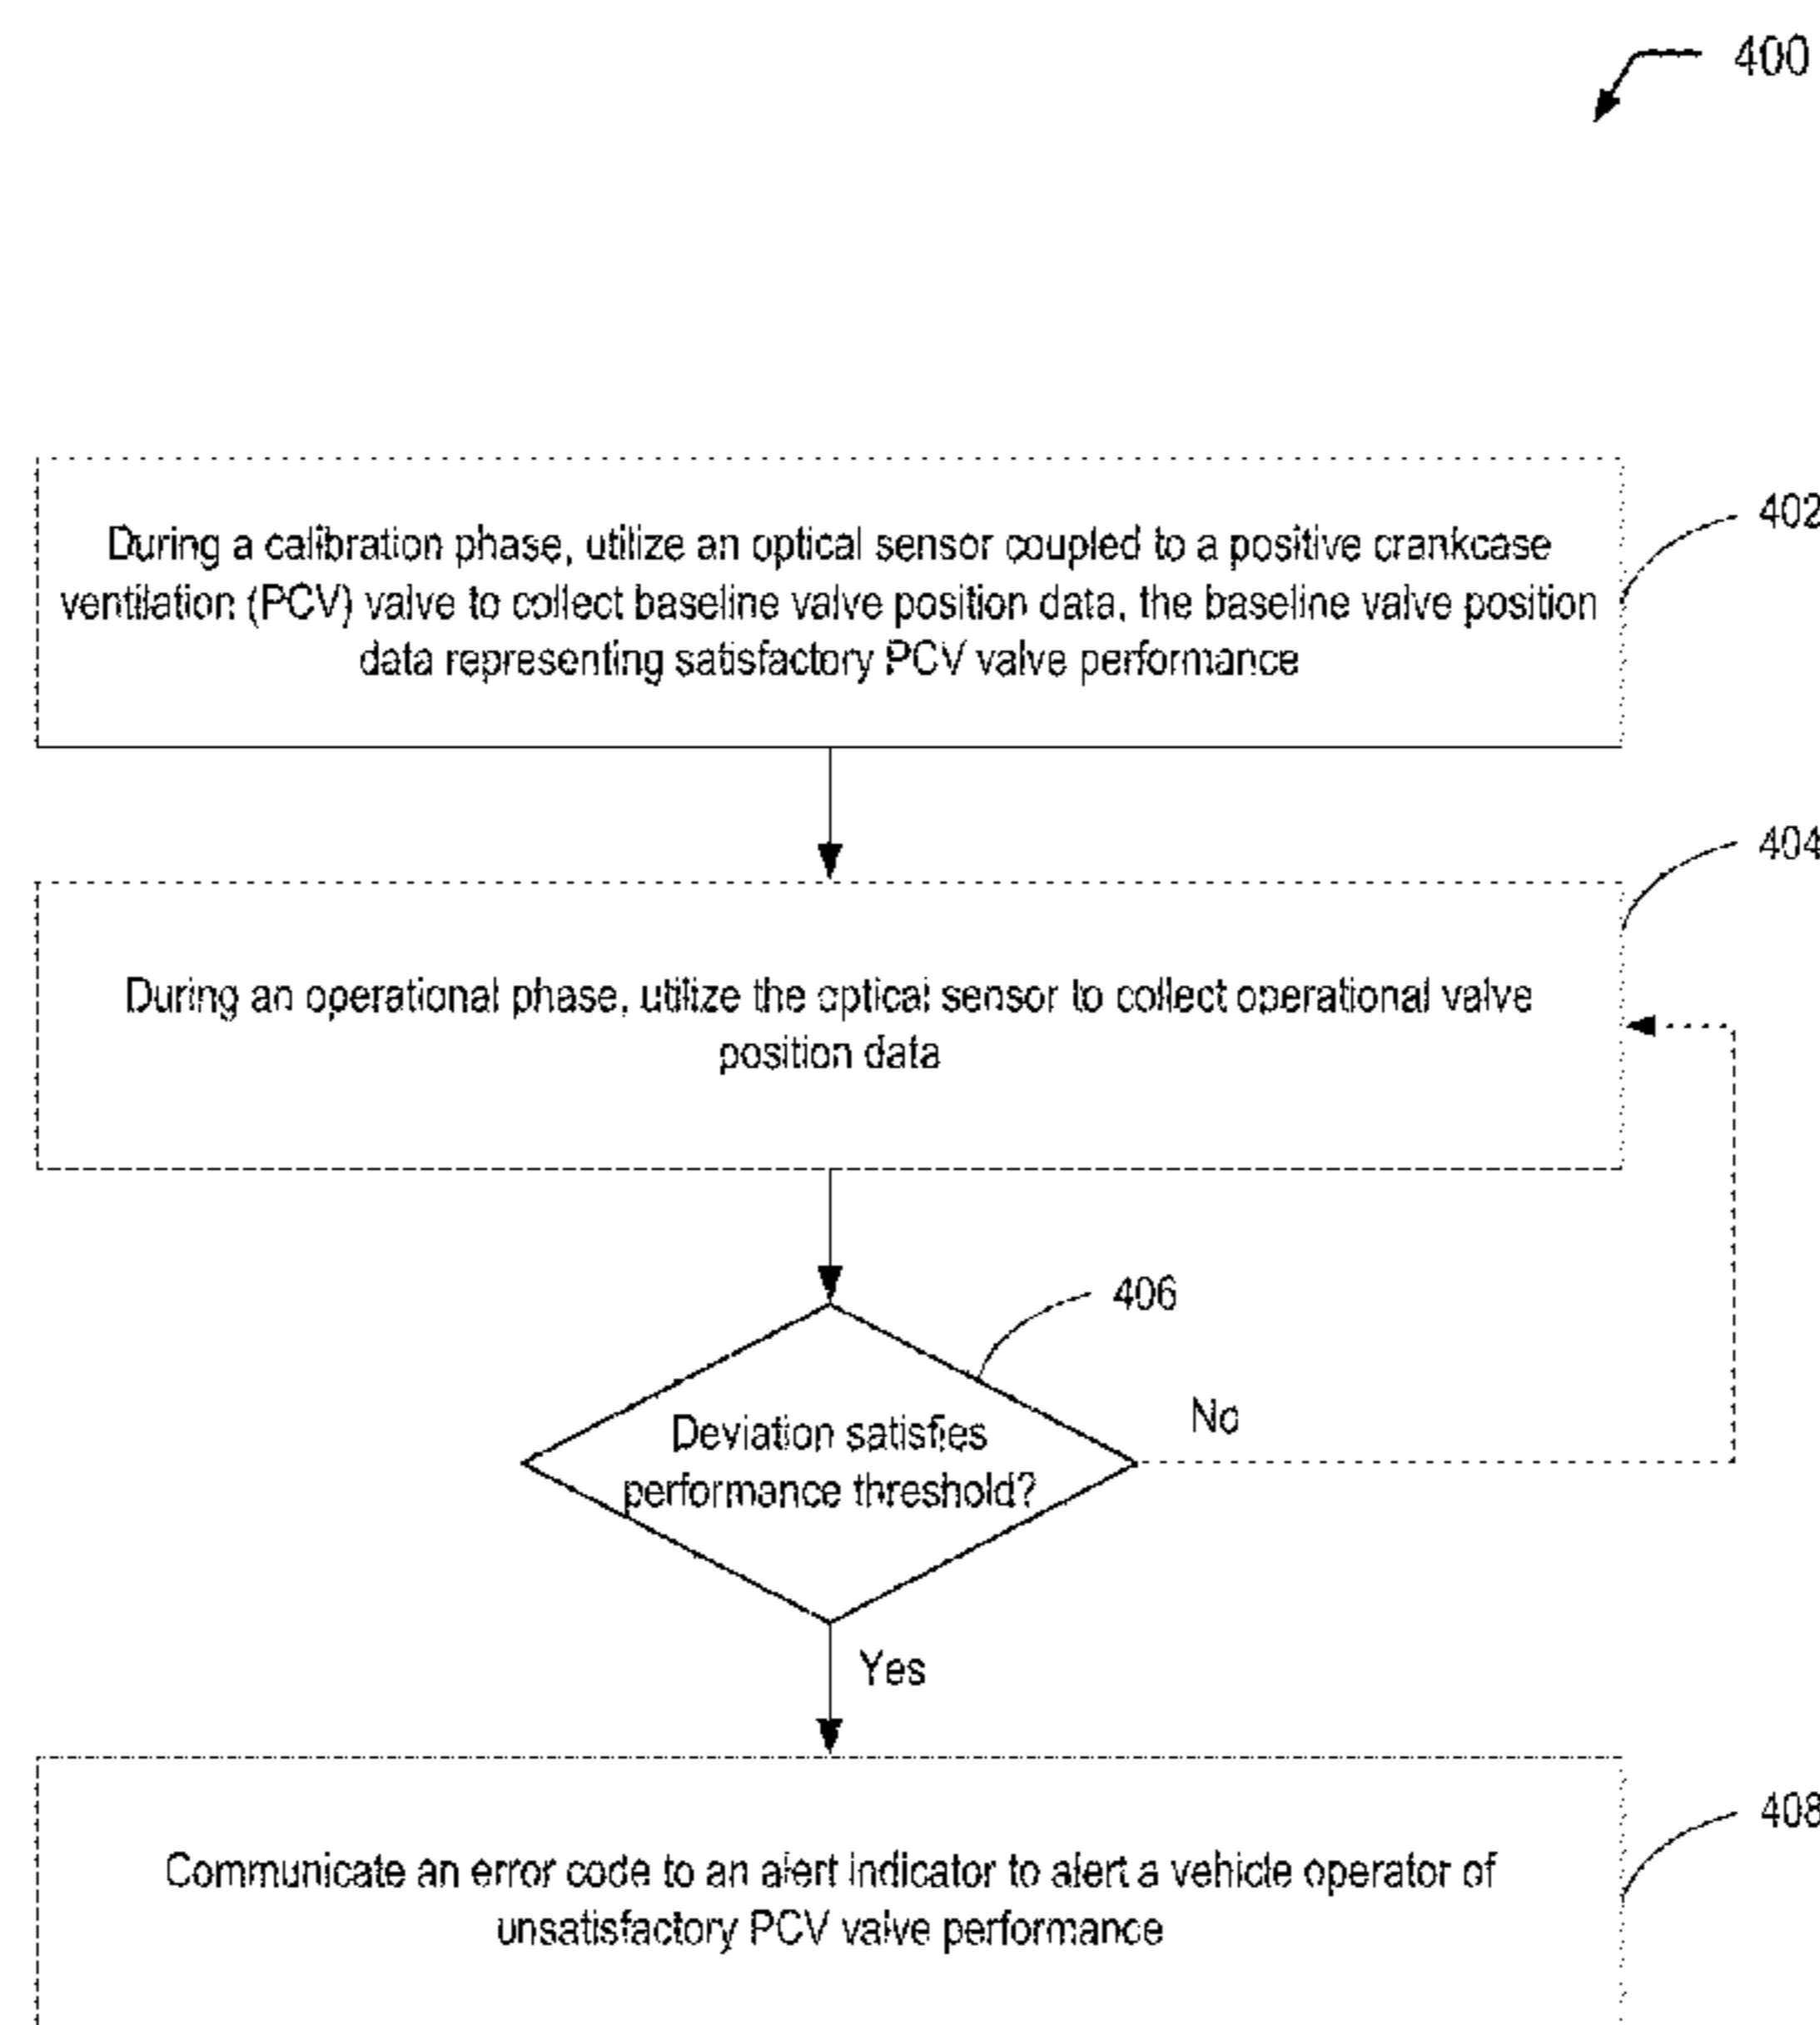 400
During a calibration phase, utilize an optical sensor coupled to a positive crankcase
ventilation (PCV) valve to collect baseline valve position data, the baseline valve position
data representing satisfactory PCV valve performance
402
404
During an operational phase, utilize the optical sensor to collect operational valve
position data
406
Deviation satisfies
performance threshold?
No
Yes
408
Communicate an error code to an alert indicator to alert a vehicle operator of
unsatisfactory PCV valve performance